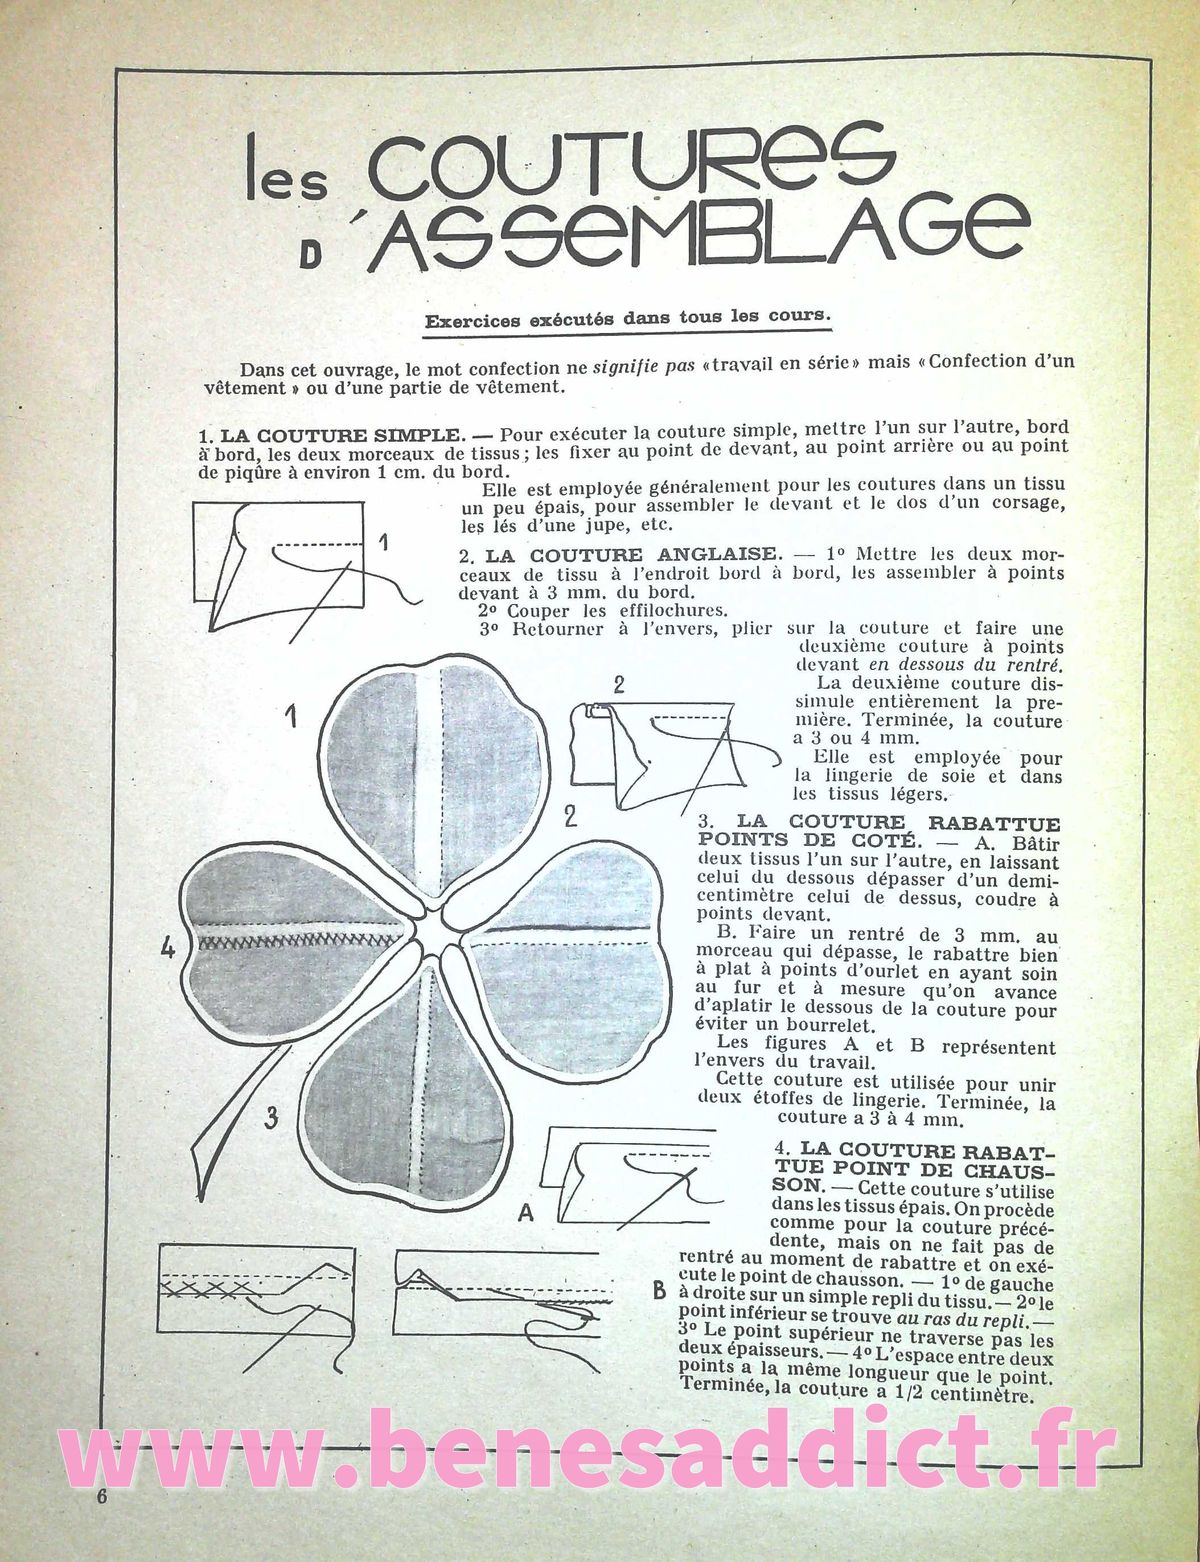 les COUTURES
D'ASSEMBLAGE
Exercices exécutés dans tous les cours.
Dans cet ouvrage, le mot confection ne signifie pas «travail en série» mais «Confection d'un
vêtement» ou d'une partie de vêtement.
1. LA COUTURE SIMPLE. — Pour exécuter la couture simple, mettre l'un sur l'autre, bord
à bord, les deux morceaux de tissus; les fixer au point de devant, au point arrière ou au point
de piqûre à environ 1 cm. du bord.
Elle est employée généralement pour les coutures dans un tissu
un peu épais, pour assembler le devant et le dos d'un corsage,
les lés d'une jupe, etc.
1
2. LA COUTURE ANGLAISE. — 1º Mettre les deux mor-
ceaux de tissu à l'endroit bord à bord, les assembler à points
devant à 3 mm. du bord.
2º Couper les effilochures.
3º Retourner à l'envers, plier sur la couture et faire une
deuxième couture à points
devant en dessous du rentré.
La deuxième couture dis-
simule entièrement la pre-
mière. Terminée, la couture
a 3 ou 4 mm.
Elle est employée pour
la lingerie de soie et dans
les tissus légers.
1
2
2
3. LA COUTURE RABATTUE
POINTS DE COTÉ. — A. Bâtir
deux tissus l'un sur l'autre, en laissant
celui du dessous dépasser d'un demi-
centimètre celui de dessus, coudre à
points devant.
B. Faire un rentré de 3 mm. au
morceau qui dépasse, le rabattre bien
à plat à points d'ourlet en ayant soin
au fur et à mesure qu'on avance
d'aplatir le dessous de la couture pour
éviter un bourrelet.
Les figures A et B représentent
l'envers du travail.
Cette couture est utilisée pour unir
deux étoffes de lingerie. Terminée, la
couture a 3 à 4 mm.
4
3
A
4. LA COUTURE RABAT-
TUE POINT DE CHAUS-
SON. — Cette couture s'utilise
dans les tissus épais. On procède
comme pour la couture précé-
dente, mais on ne fait pas de
rentré au moment de rabattre et on exé-
cute le point de chausson. — 1º de gauche
à droite sur un simple repli du tissu. — 2º le
point inférieur se trouve au ras du repli. —
3º Le point supérieur ne traverse pas les
deux épaisseurs. — 4º L'espace entre deux
points a la même longueur que le point.
Terminée, la couture a 1/2 centimètre.
B
www.benesaddict.fr
6